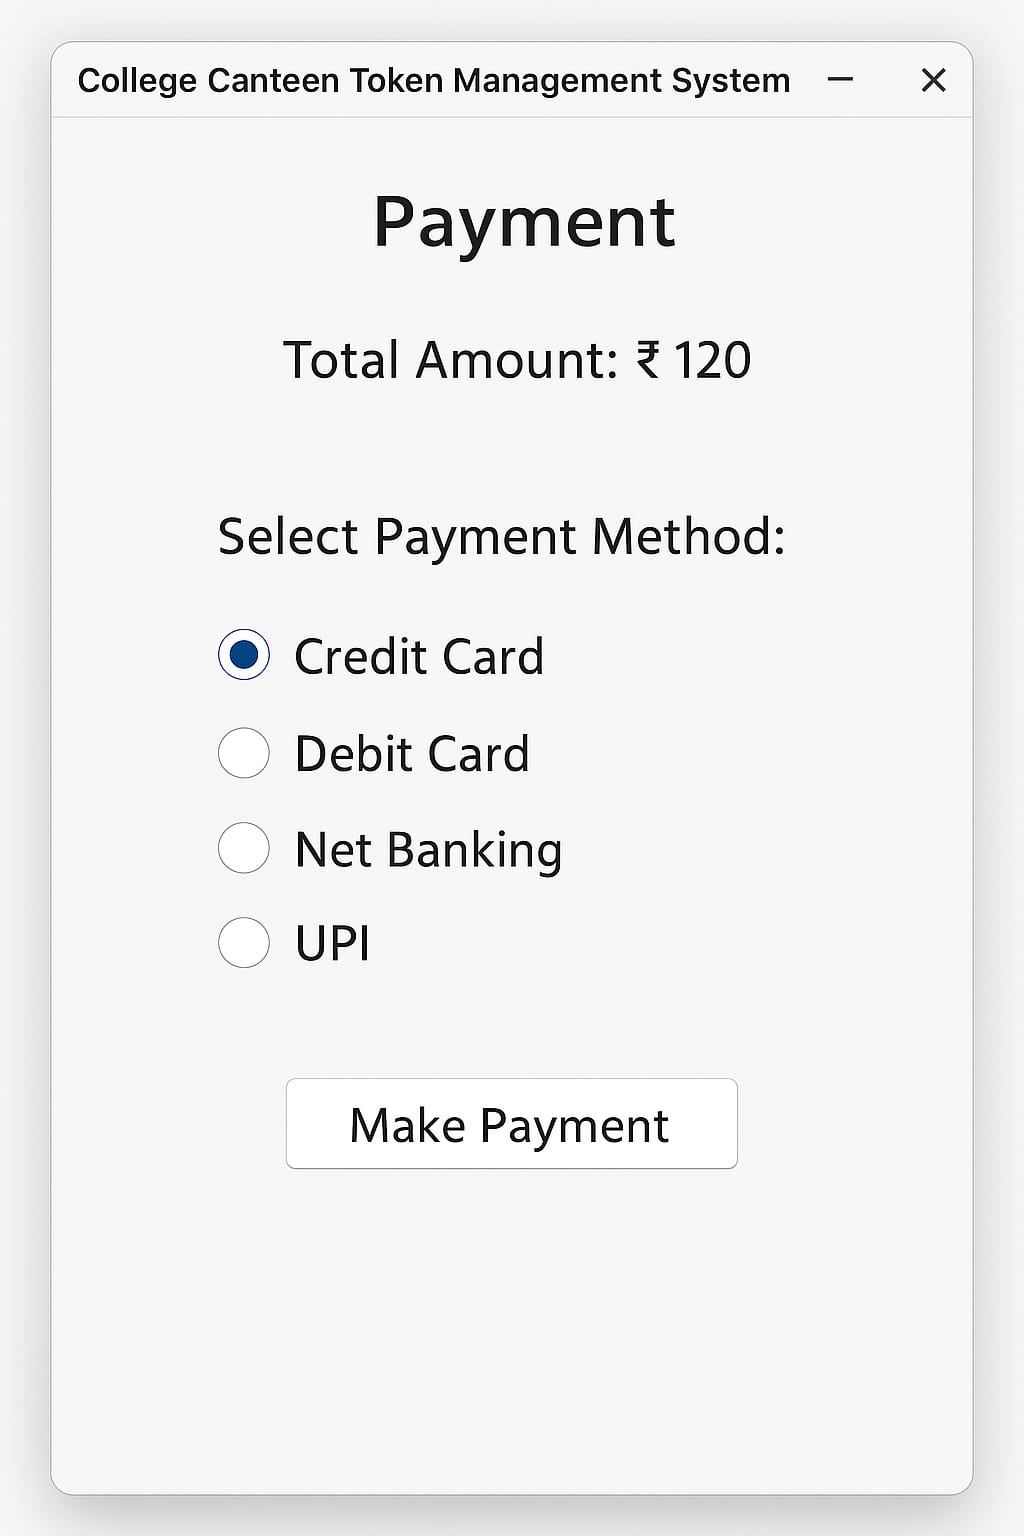 College Canteen Token Management System
Payment
Total Amount: ₹ 120
Select Payment Method:
Credit Card
Debit Card
Net Banking
UPI
Make Payment